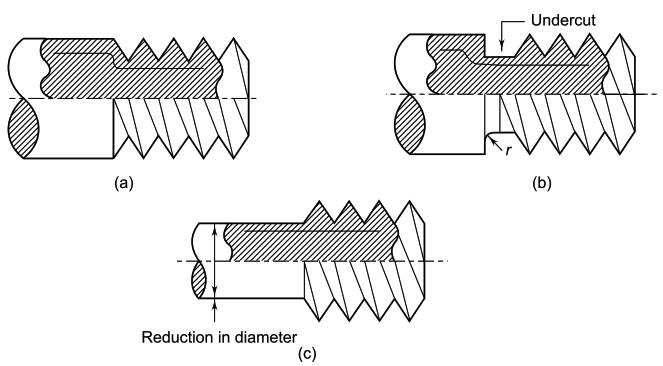 Undercut
r
(a)
(b)
Reduction in diameter
(c)